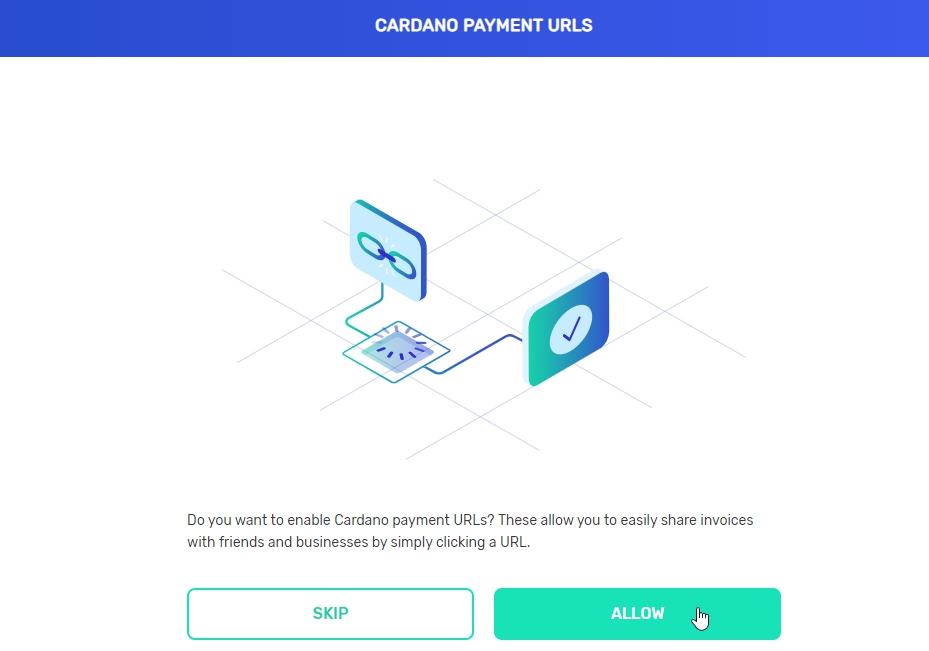 CARDANO PAYMENT URLS
Do you want to enable Cardano payment URLs? These allow you to easily share invoices
with friends and businesses by simply clicking a URL.
SKIP
ALLOW